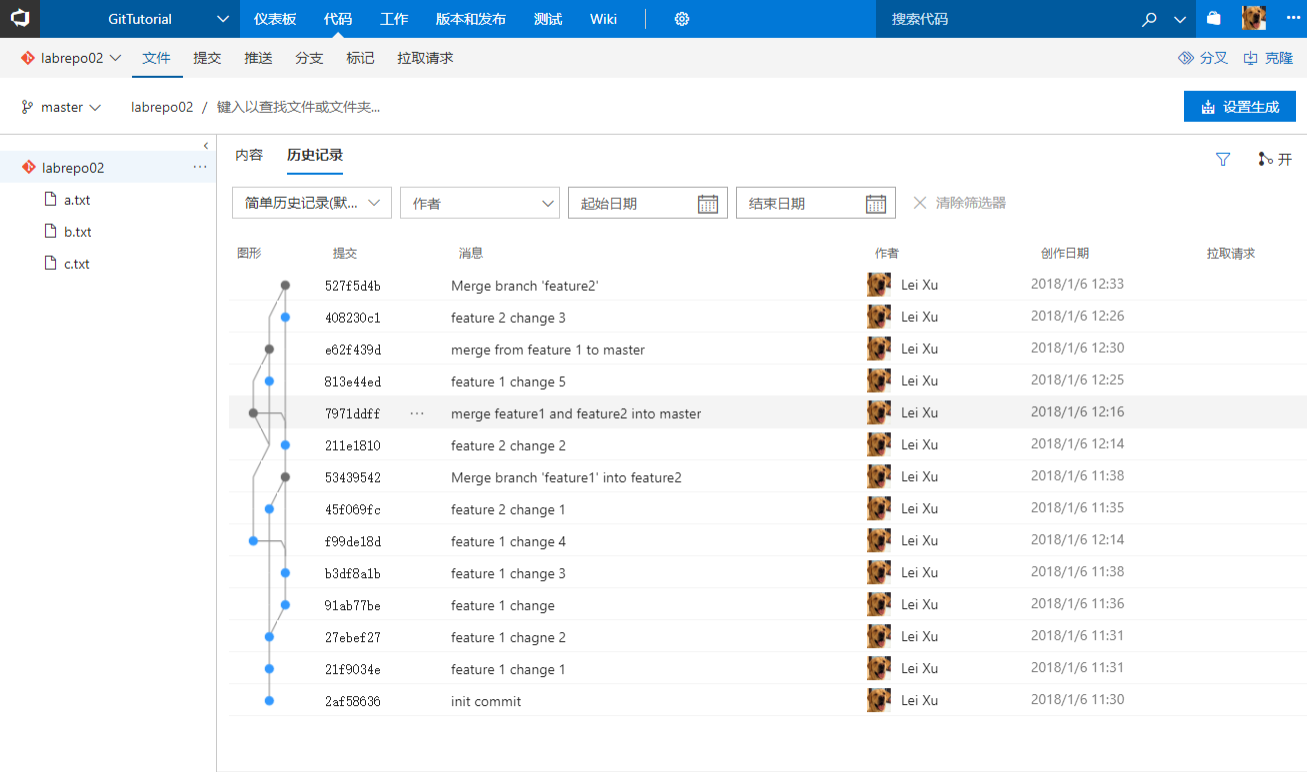 GitTutorial 仪表板 代码 工作 版本和发布 测试 Wiki 搜索代码
labrepo02 文件 提交 推送 分支 标记 拉取请求 分叉 克隆
master labrepo02 / 键入以查找文件或文件夹... 设置生成
labrepo02
a.txt
b.txt
c.txt
内容 历史记录 开
简单历史记录(默... 作者 起始日期 结束日期 清除筛选器
图形 提交 消息 作者 创作日期 拉取请求
527f5d4b Merge branch 'feature2' Lei Xu 2018/1/6 12:33
408230c1 feature 2 change 3 Lei Xu 2018/1/6 12:26
e62f439d merge from feature 1 to master Lei Xu 2018/1/6 12:30
813e44ed feature 1 change 5 Lei Xu 2018/1/6 12:25
7971ddff ... merge feature1 and feature2 into master Lei Xu 2018/1/6 12:16
211e1810 feature 2 change 2 Lei Xu 2018/1/6 12:14
53439542 Merge branch 'feature1' into feature2 Lei Xu 2018/1/6 11:38
45f069fc feature 2 change 1 Lei Xu 2018/1/6 11:35
f99de18d feature 1 change 4 Lei Xu 2018/1/6 12:14
b3df8a1b feature 1 change 3 Lei Xu 2018/1/6 11:38
91ab77be feature 1 change Lei Xu 2018/1/6 11:36
27ebef27 feature 1 chagne 2 Lei Xu 2018/1/6 11:31
21f9034e feature 1 change 1 Lei Xu 2018/1/6 11:31
2af58636 init commit Lei Xu 2018/1/6 11:30